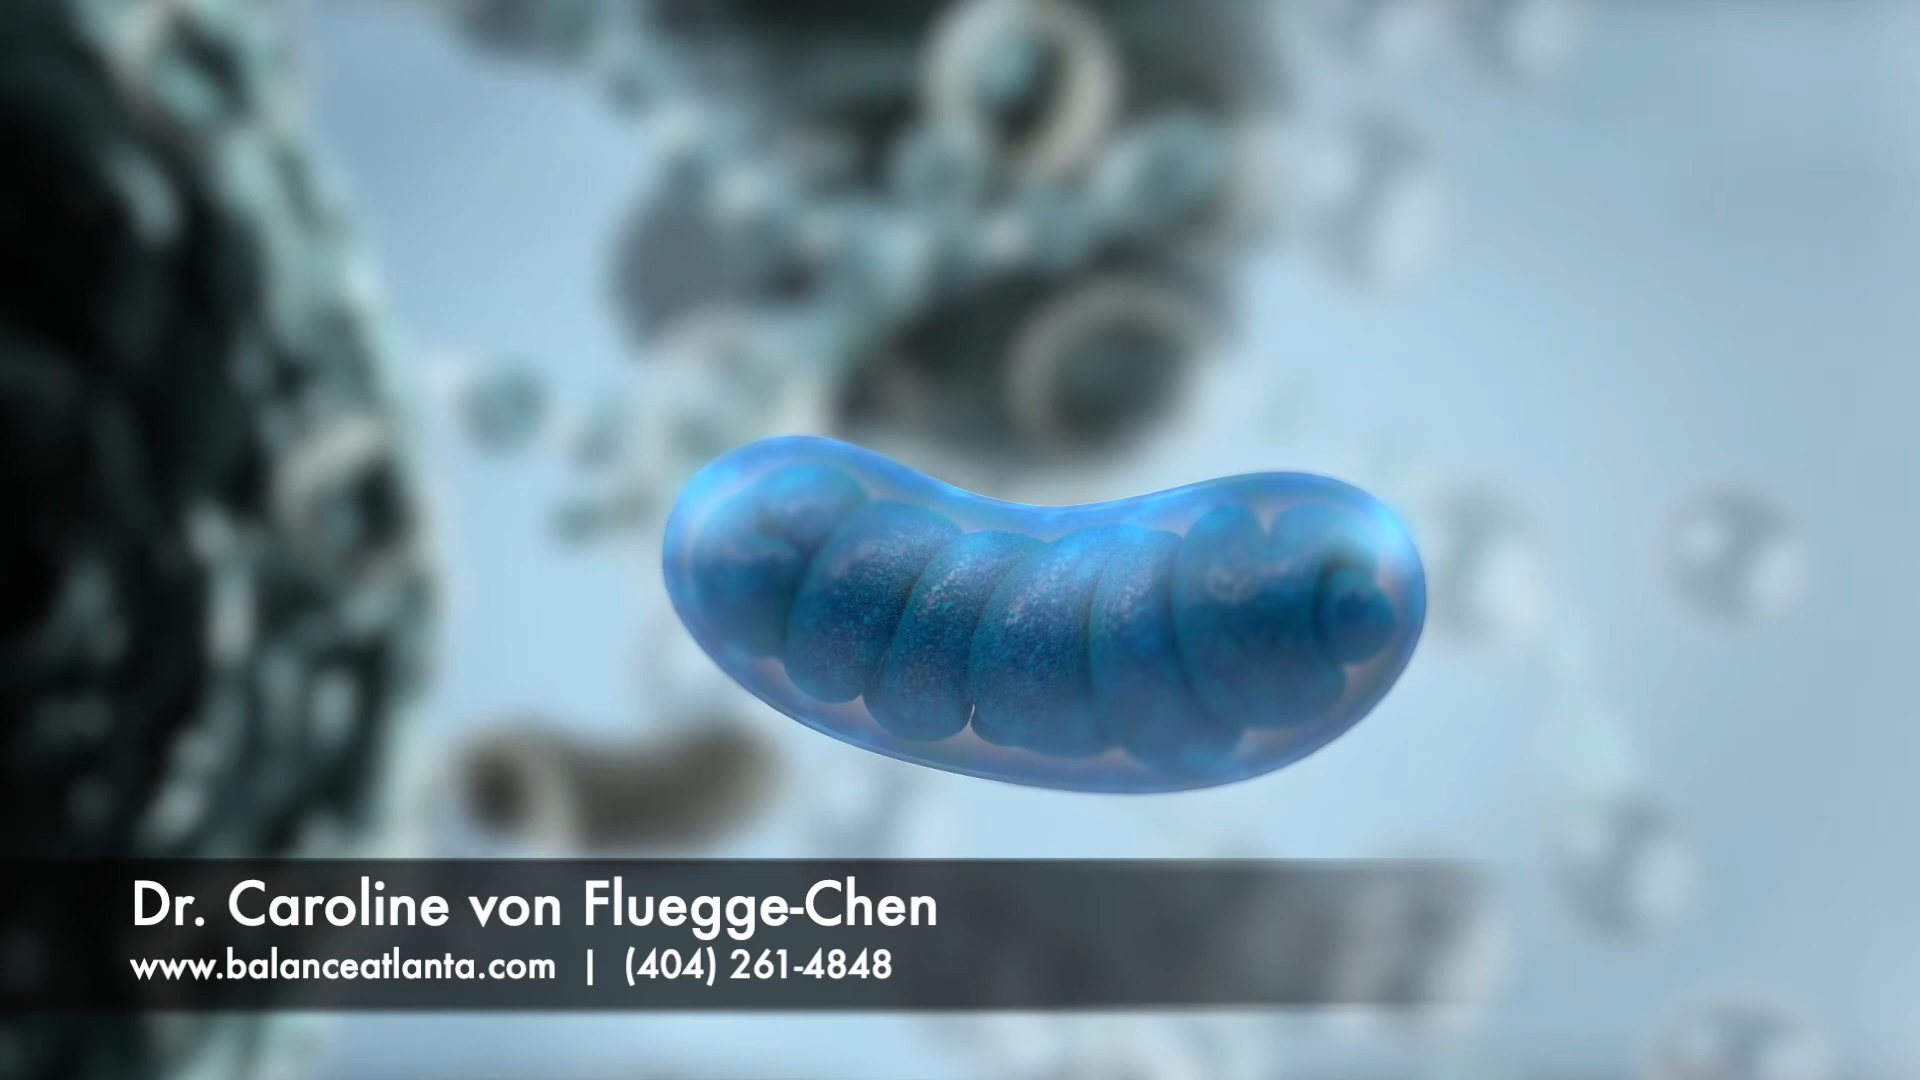 Dr. Caroline von Fluegge-Chen
www.balanceatlanta.com | (404) 261-4848